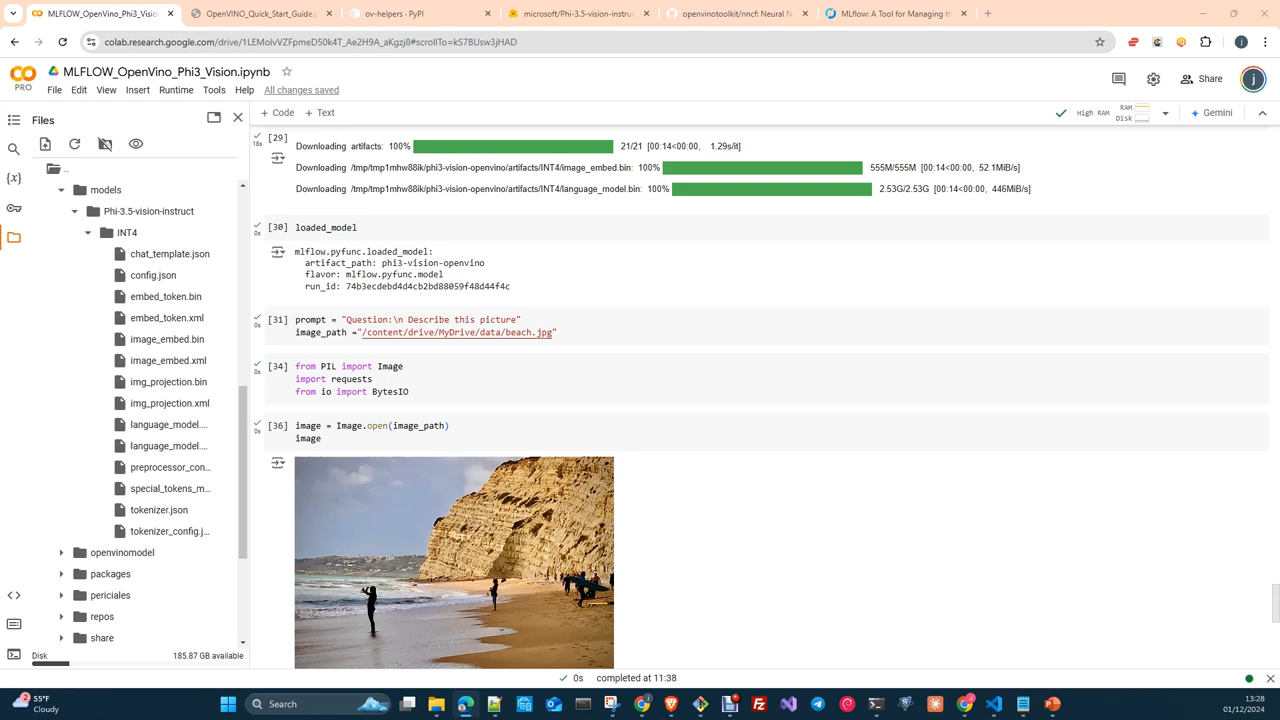 MLFLOW_OpenVino_Phi3_Visio
OpenVINO_Quick_Start_Guide.p
ov-helpers · PyPI
microsoft/Phi-3.5-vision-instruc
openvinotoolkit/nncf: Neural N
MLflow: A Tool for Managing th
colab.research.google.com/drive/1LEMolvVZFpmeD50k4T_Ae2H9A_aKgzj8#scrollTo=kS7BUsw3jHAD
MLFLOW_OpenVino_Phi3_Vision.ipynb
PRO
File Edit View Insert Runtime Tools Help All changes saved
Share
j
Files
+ Code + Text
High RAM
RAM
Disk
Gemini
..
models
Phi-3.5-vision-instruct
INT4
chat_template.json
config.json
embed_token.bin
embed_token.xml
image_embed.bin
image_embed.xml
img_projection.bin
img_projection.xml
language_model....
language_model....
preprocessor_con...
special_tokens_m...
tokenizer.json
tokenizer_config.j...
openvinomodel
packages
periciales
repos
share
Disk 185.87 GB available
[29]
18s
Downloading artifacts: 100% 21/21 [00:14<00:00, 1.29s/it]
Downloading /tmp/tmp1mhw88ik/phi3-vision-openvino/artifacts/INT4/image_embed.bin: 100% 555M/555M [00:14<00:00, 52.1MiB/s]
Downloading /tmp/tmp1mhw88ik/phi3-vision-openvino/artifacts/INT4/language_model.bin: 100% 2.53G/2.53G [00:14<00:00, 446MiB/s]
[30] loaded_model
0s
mlflow.pyfunc.loaded_model:
artifact_path: phi3-vision-openvino
flavor: mlflow.pyfunc.model
run_id: 74b3ecdebd4d4cb2bd88059f48d44f4c
[31] prompt = "Question:\n Describe this picture"
0s
image_path ="/content/drive/MyDrive/data/beach.jpg"
[34] from PIL import Image
0s
import requests
from io import BytesIO
[36] image = Image.open(image_path)
0s
image
0s completed at 11:38
2
55°F
Cloudy
Search
13:28
01/12/2024